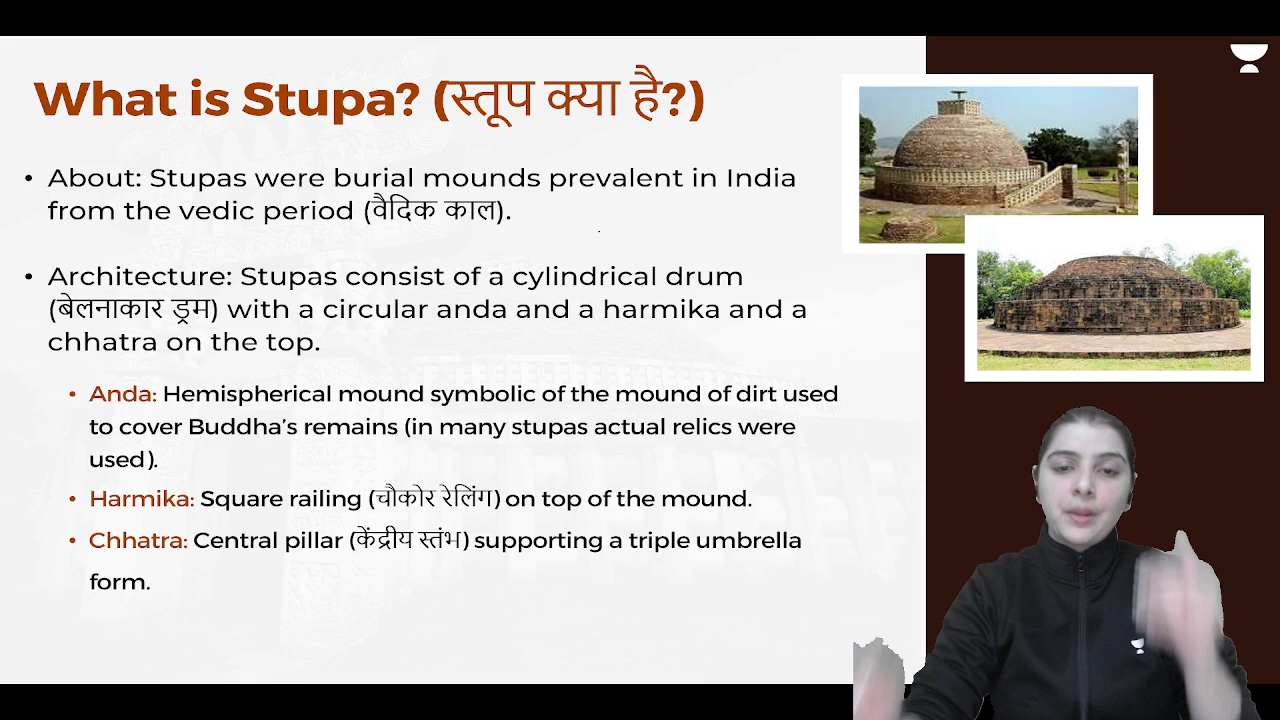 What is Stupa? (स्तूप क्या है?)
• About: Stupas were burial mounds prevalent in India
from the vedic period (वैदिक काल).
• Architecture: Stupas consist of a cylindrical drum
(बेलनाकार ड्रम) with a circular anda and a harmika and a
chhatra on the top.
• Anda: Hemispherical mound symbolic of the mound of dirt used
to cover Buddha’s remains (in many stupas actual relics were
used).
• Harmika: Square railing (चौकोर रेलिंग) on top of the mound.
• Chhatra: Central pillar (केंद्रीय स्तंभ) supporting a triple umbrella
form.